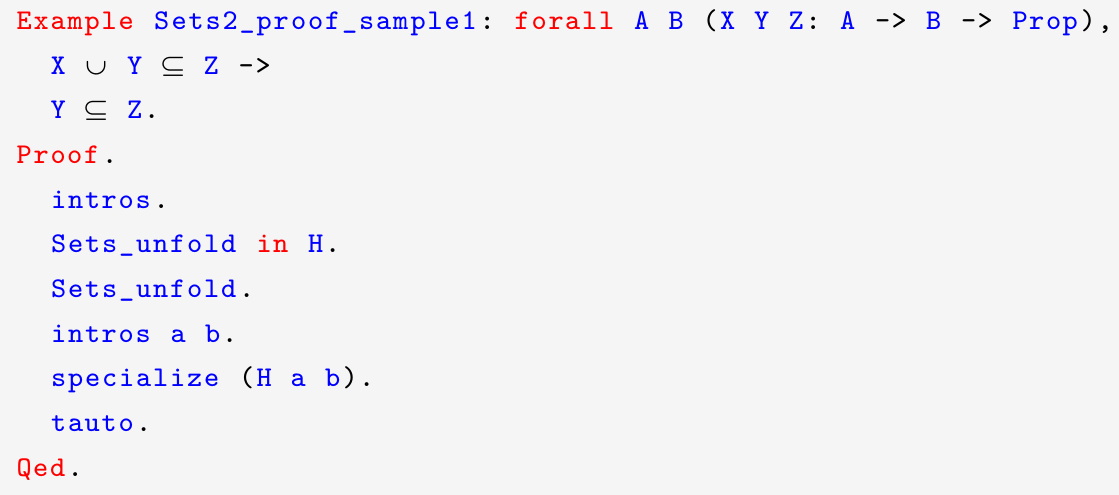 Example Sets2_proof_sample1: forall A B (X Y Z: A -> B -> Prop),
  X ∪ Y ⊆ Z ->
  Y ⊆ Z.
Proof.
  intros.
  Sets_unfold in H.
  Sets_unfold.
  intros a b.
  specialize (H a b).
  tauto.
Qed.